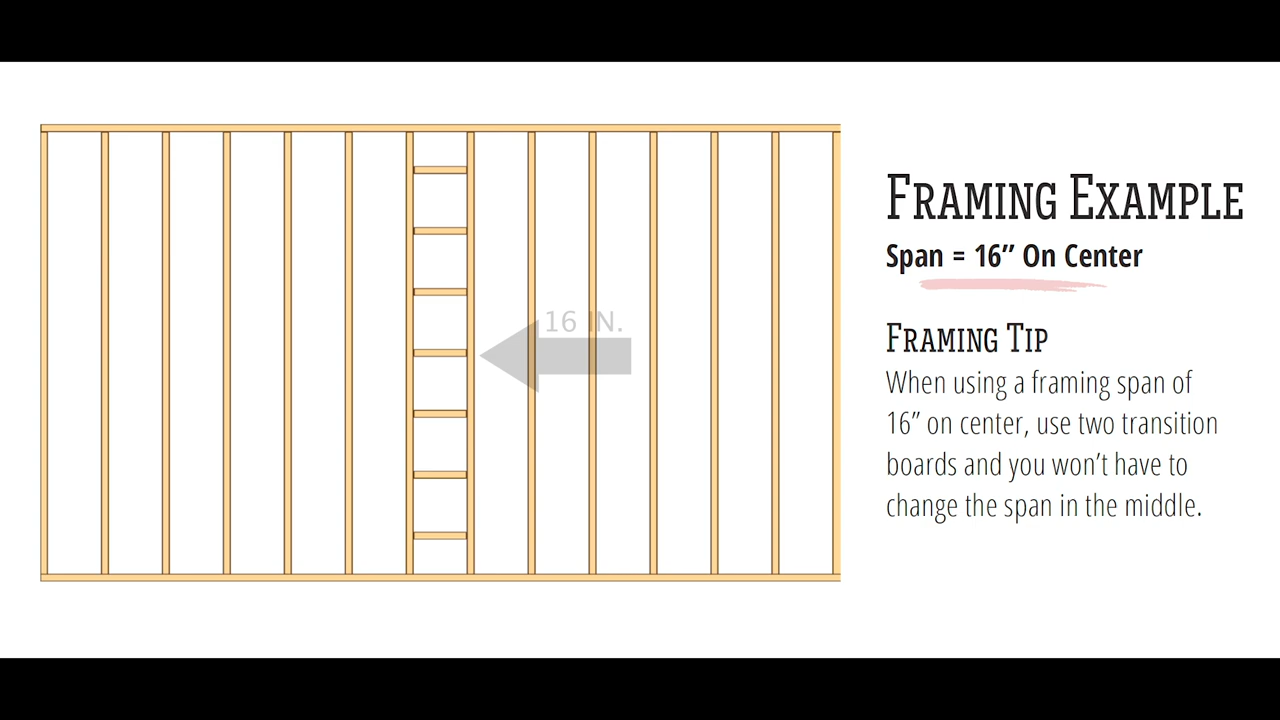 16 IN.
Framing Example
Span = 16” On Center
Framing Tip
When using a framing span of
16” on center, use two transition
boards and you won’t have to
change the span in the middle.